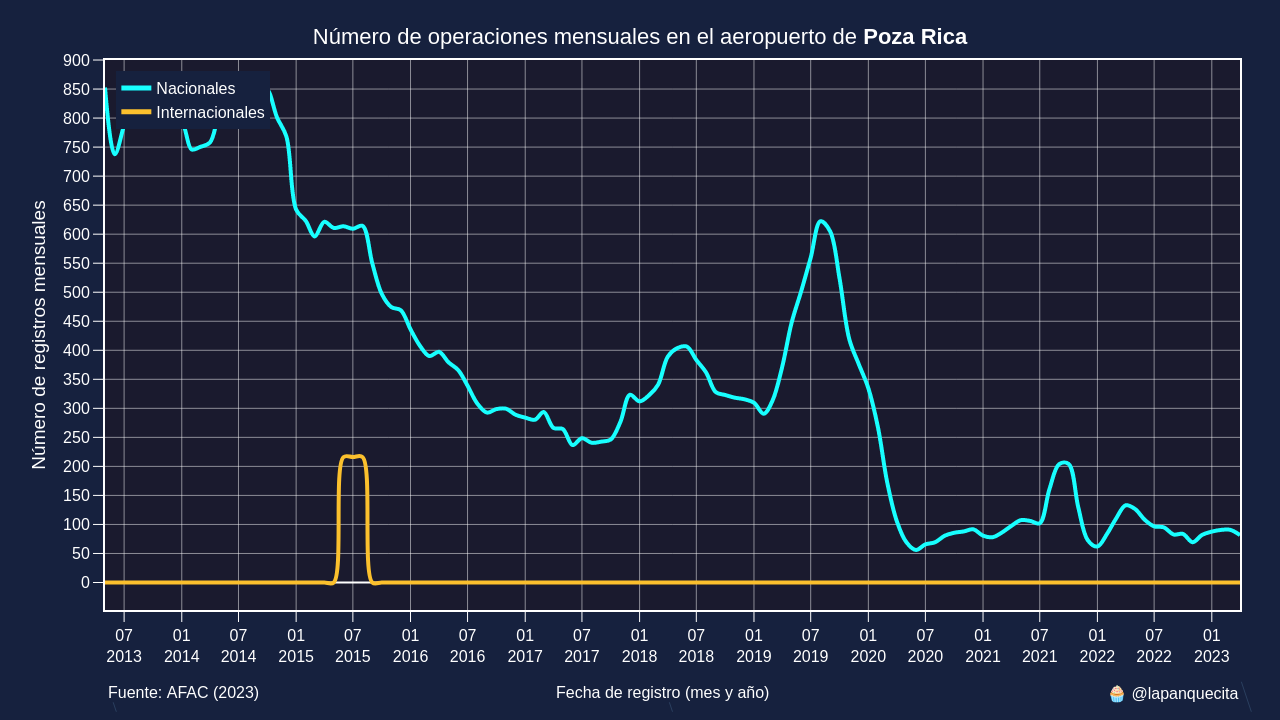 Número de operaciones mensuales en el aeropuerto de Poza Rica
Nacionales
Internacionales
Número de registros mensuales
900
850
800
750
700
650
600
550
500
450
400
350
300
250
200
150
100
50
0
07 01 07 01 07 01 07 01 07 01 07 01 07 01 07 01 07 01 07 01
2013 2014 2014 2015 2015 2016 2016 2017 2017 2018 2018 2019 2019 2020 2020 2021 2021 2022 2022 2023
Fuente: AFAC (2023)
Fecha de registro (mes y año)
🧁 @lapanquecita